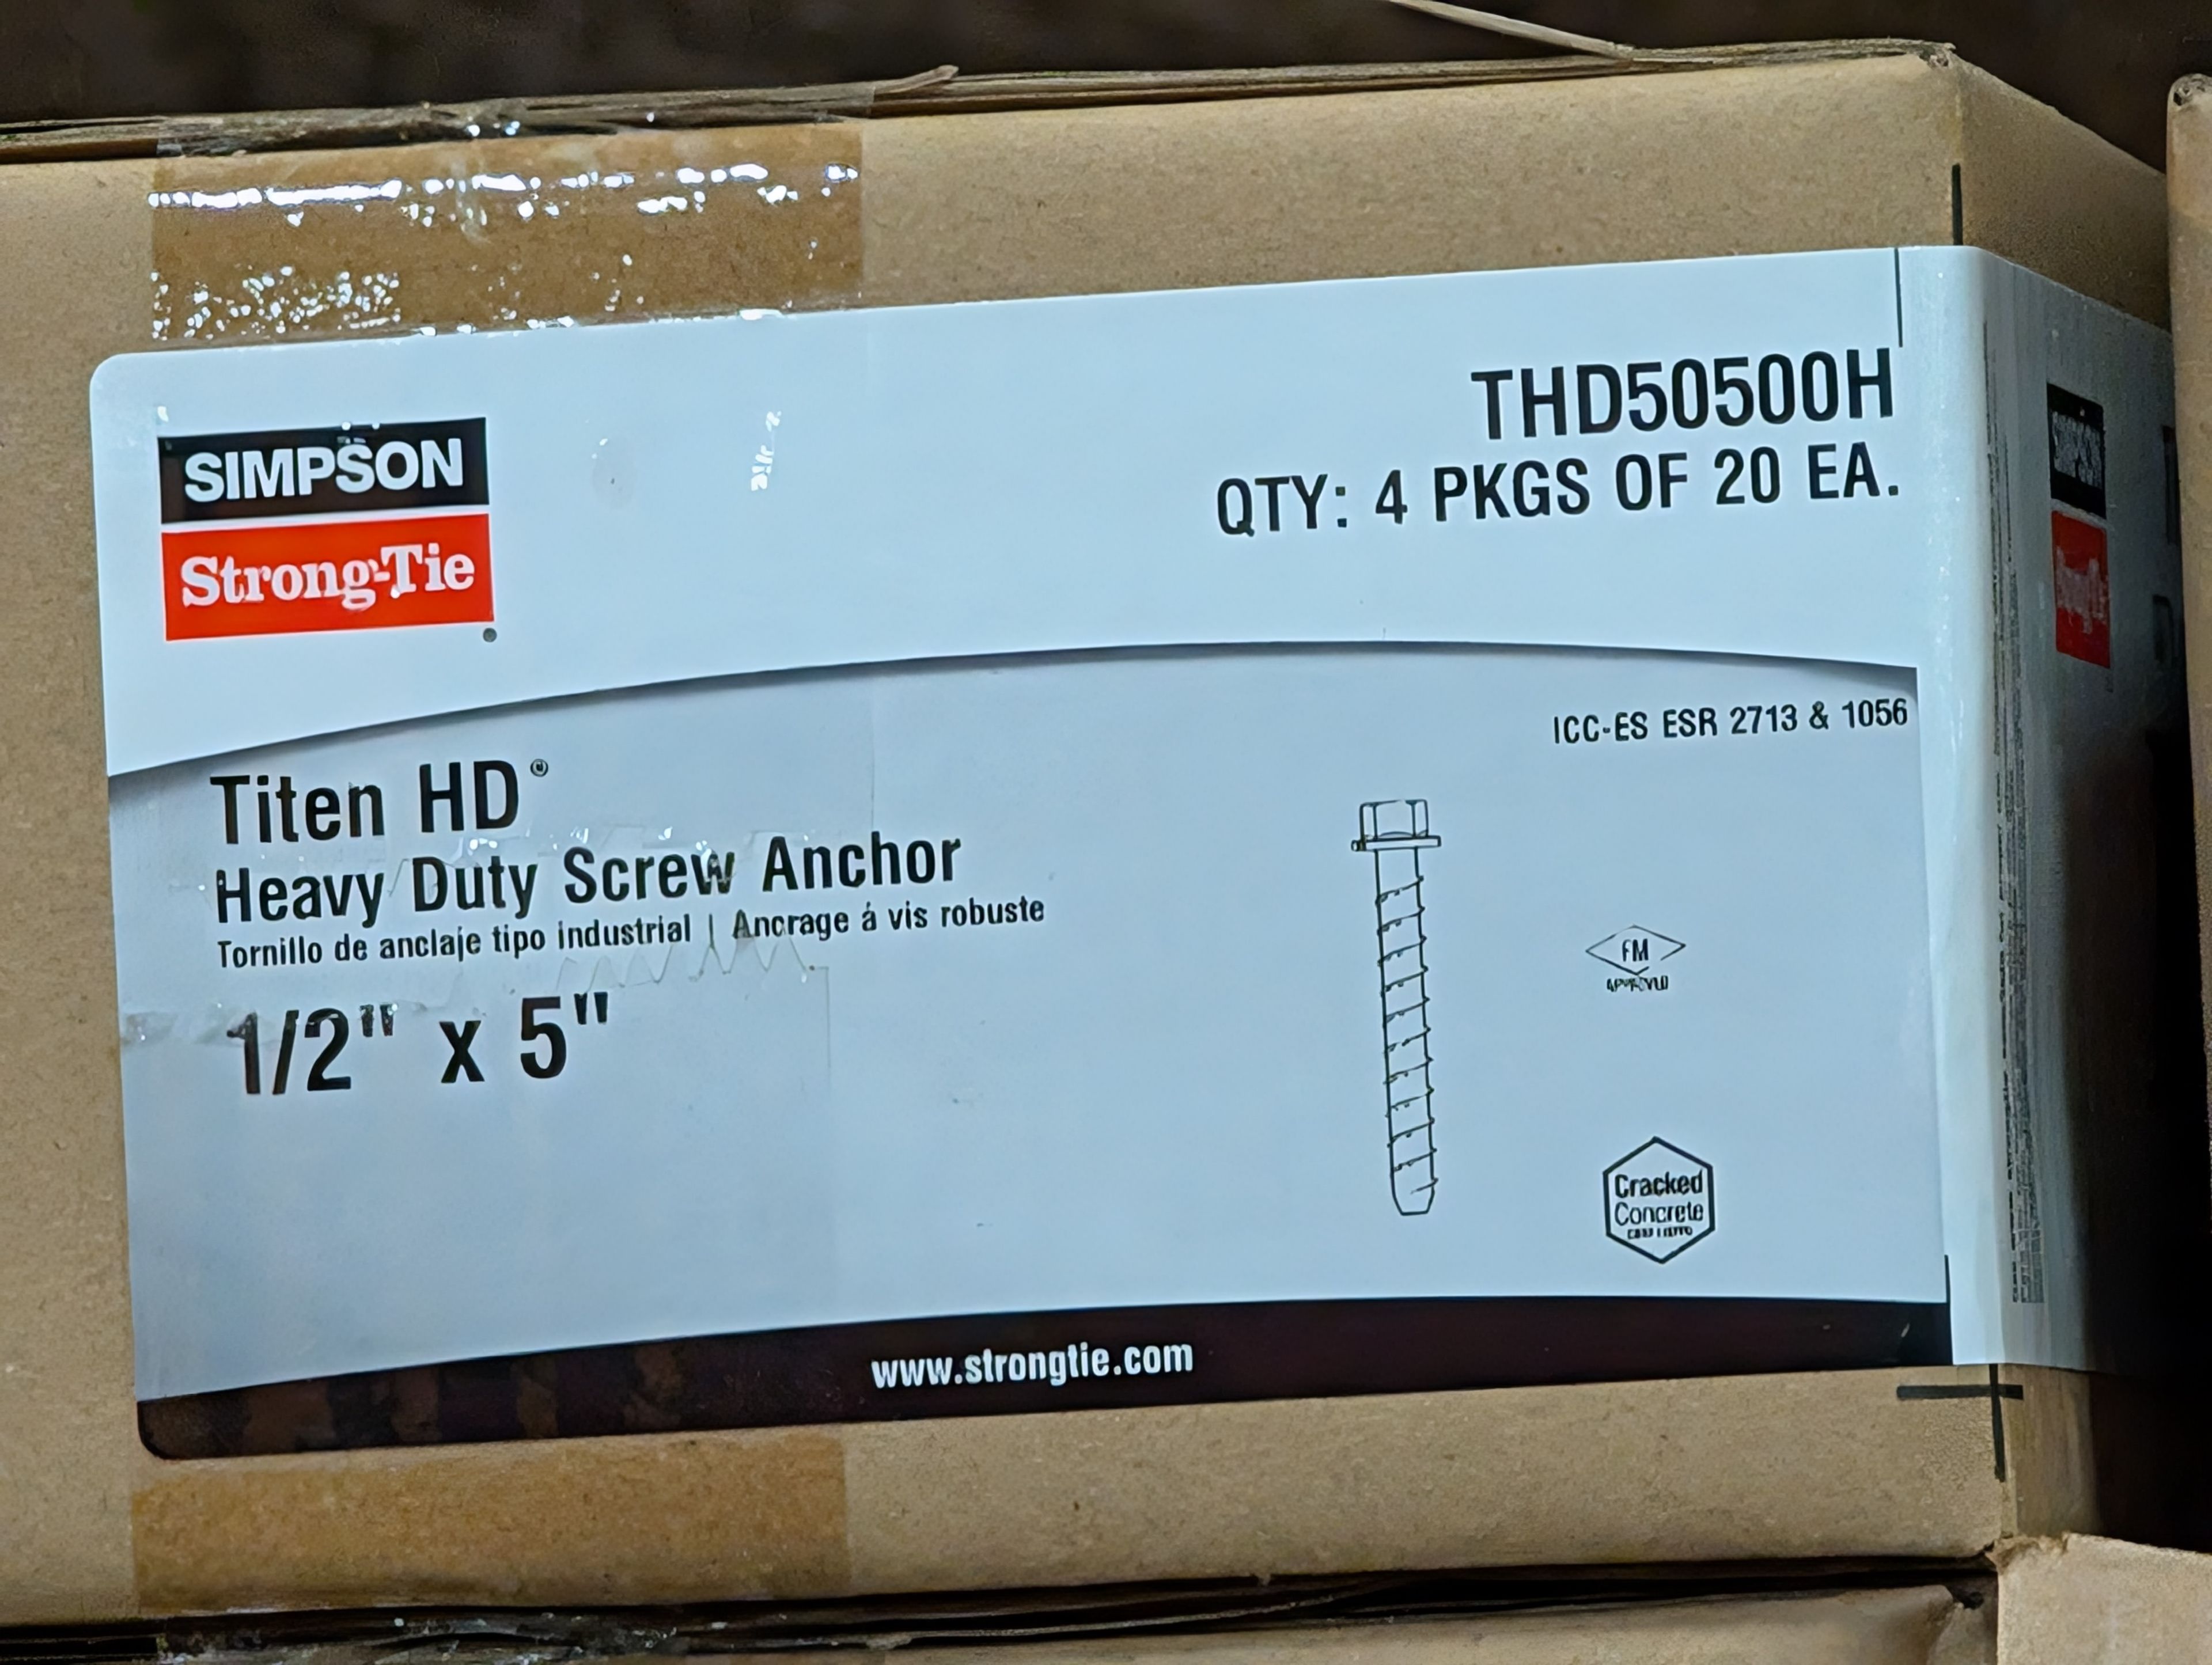 SIMPSON
Strong-Tie
THD50500H
QTY: 4 PKGS OF 20 EA.
ICC-ES ESR 2713 & 1056
Titen HD®
Heavy Duty Screw Anchor
Tornillo de anclaje tipo industrial | Ancrage á vis robuste
1/2" x 5"
FM
Cracked
Concrete
www.strongtie.com